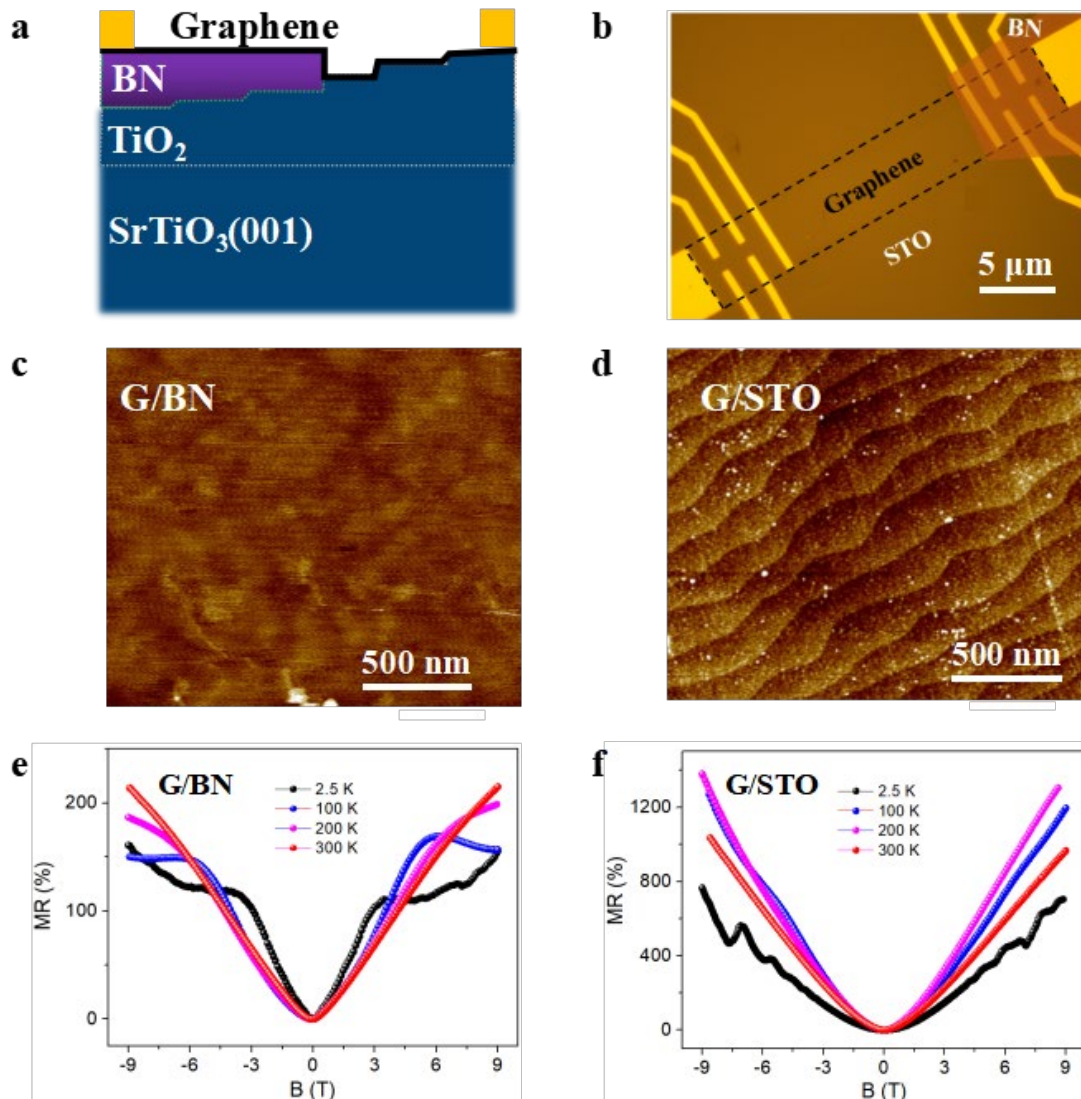 a
Graphene
BN
TiO₂
SrTiO₃(001)
b
BN
Graphene
STO
5 μm
c
G/BN
500 nm
d
G/STO
500 nm
e
G/BN
2.5 K
100 K
200 K
300 K
200
100
0
MR (%)
-9 -6 -3 0 3 6 9
B (T)
f
G/STO
2.5 K
100 K
200 K
300 K
1200
800
400
0
MR (%)
-9 -6 -3 0 3 6 9
B (T)